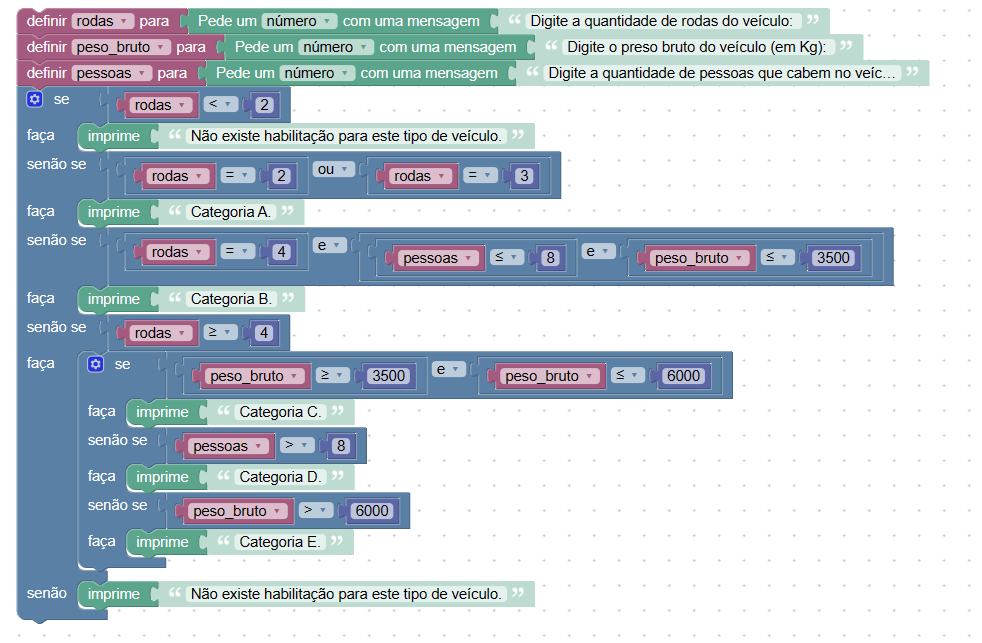 definir rodas para Pede um número com uma mensagem “ Digite a quantidade de rodas do veículo: ”
definir peso_bruto para Pede um número com uma mensagem “ Digite o preso bruto do veículo (em Kg): ”
definir pessoas para Pede um número com uma mensagem “ Digite a quantidade de pessoas que cabem no veíc... ”
se rodas < 2
faça imprime “ Não existe habilitação para este tipo de veículo. ”
senão se rodas = 2 ou rodas = 3
faça imprime “ Categoria A. ”
senão se rodas = 4 e pessoas ≤ 8 e peso_bruto ≤ 3500
faça imprime “ Categoria B. ”
senão se rodas ≥ 4
faça se peso_bruto ≥ 3500 e peso_bruto ≤ 6000
faça imprime “ Categoria C. ”
senão se pessoas > 8
faça imprime “ Categoria D. ”
senão se peso_bruto > 6000
faça imprime “ Categoria E. ”
senão imprime “ Não existe habilitação para este tipo de veículo. ”